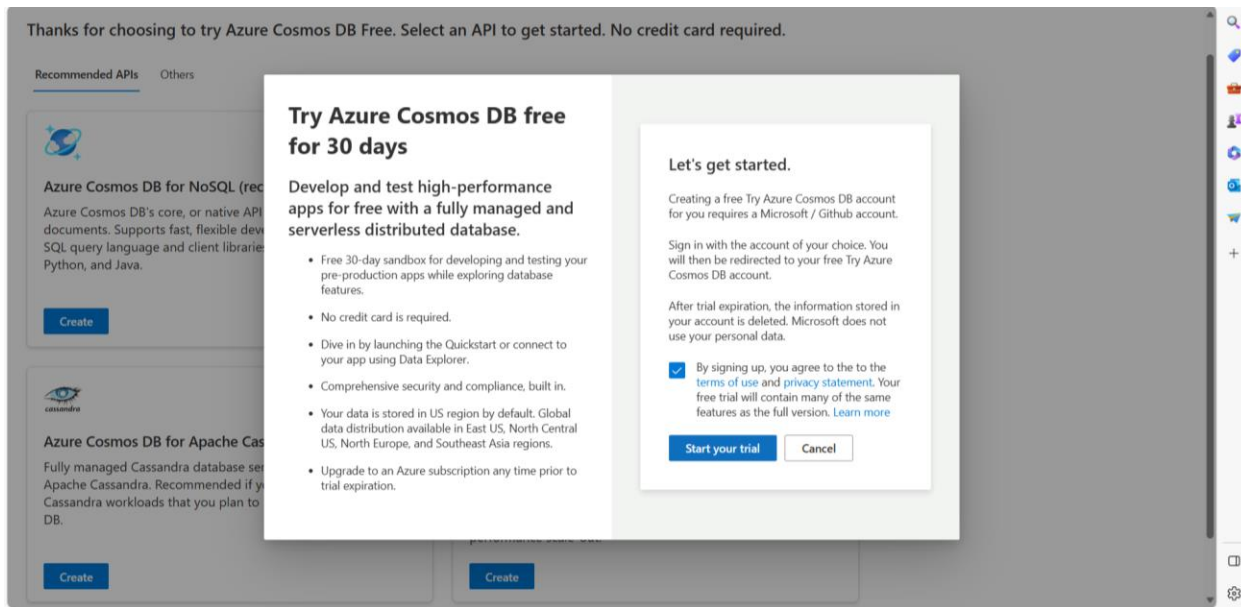 Thanks for choosing to try Azure Cosmos DB Free. Select an API to get started. No credit card required.
Recommended APIs
Others
Azure Cosmos DB for NoSQL (rec
Azure Cosmos DB's core, or native API
documents. Supports fast, flexible deve
SQL query language and client librarie
Python, and Java.
Create
cassandra
Azure Cosmos DB for Apache Cas
Fully managed Cassandra database ser
Apache Cassandra. Recommended if y
Cassandra workloads that you plan to
DB.
Create
performance scale-out.
Create
Try Azure Cosmos DB free
for 30 days
Develop and test high-performance
apps for free with a fully managed and
serverless distributed database.
• Free 30-day sandbox for developing and testing your
pre-production apps while exploring database
features.
• No credit card is required.
• Dive in by launching the Quickstart or connect to
your app using Data Explorer.
• Comprehensive security and compliance, built in.
• Your data is stored in US region by default. Global
data distribution available in East US, North Central
US, North Europe, and Southeast Asia regions.
• Upgrade to an Azure subscription any time prior to
trial expiration.
Let's get started.
Creating a free Try Azure Cosmos DB account
for you requires a Microsoft / Github account.
Sign in with the account of your choice. You
will then be redirected to your free Try Azure
Cosmos DB account.
After trial expiration, the information stored in
your account is deleted. Microsoft does not
use your personal data.
By signing up, you agree to the to the
terms of use and privacy statement. Your
free trial will contain many of the same
features as the full version. Learn more
Start your trial
Cancel